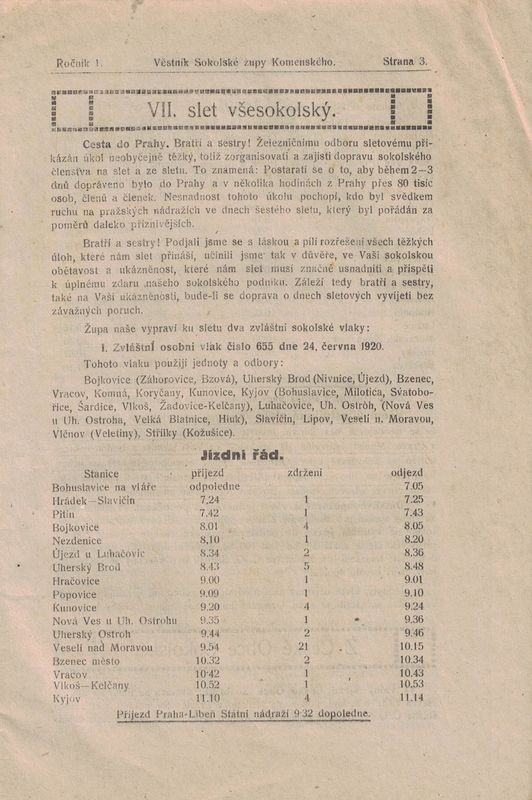 Ročník 1. Věstník Sokolské župy Komenského. Strana 3.
VII. slet všesokolský.
Cesta do Prahy. Bratři a sestry! Železničnímu odboru sletovému při-
kázán úkol neobyčejně těžký, totiž zorganisovati a zajisti dopravu sokolského
členstva na slet a ze sletu. To znamená: Postarati se o to, aby během 2—3
dnů dopráveno bylo do Prahy a v několika hodinách z Prahy přes 80 tisíc
osob, členů a členek. Nesnadnost tohoto úkolu pochopí, kdo byl svědkem
ruchu na pražských nádražích ve dnech šestého sletu, který byl pořádán za
poměrů daleko příznivějších.
Bratři a sestry! Podjali jsme se s láskou a pílí rozřešení všech těžkých
úloh, které nám slet přináší, učinili jsme tak v důvěře, ve Vaši sokolskou
obětavost a ukázněnost, které nám slet musí značně usnadniti a přispěti
k úplnému zdaru našeho sokolského podniku. Záleží tedy bratři a sestry,
také na Vaší ukázněnosti, bude-li se doprava o dnech sletových vyvíjeti bez
závažných poruch.
Župa naše vypraví ku sletu dva zvláštní sokolské vlaky:
I. Zvláštní osobní vlak číslo 655 dne 24. června 1920.
Tohoto vlaku použijí jednoty a odbory:
Bojkovice (Záhorovice, Bzová), Uherský Brod (Nivnice, Újezd), Bzenec,
Vracov, Komná, Koryčany, Kunovice, Kyjov (Bohuslavice, Milotica, Svatobo-
řice, Šardice, Vlkoš, Žadovice-Kelčany), Luhačovice, Uh. Ostróh, (Nová Ves
u Uh. Ostroha, Velká Blatnice, Hluk), Slavičín, Lipov, Veselí u. Moravou,
Vlčnov (Veletiny), Střílky (Kožušice).
Jízdní řád.
Stanice příjezd zdržení odjezd
Bohuslavice na vláře odpoledne 7.05
Hrádek—Slavičín 7.24 1 7.25
Pitín 7.42 1 7.43
Bojkovice 8.01 4 8.05
Nezdenice 8.10 1 8.20
Újezd u Luhačovic 8.34 2 8.36
Uherský Brod 8.43 5 8.48
Hračovice 9.00 1 9.01
Popovice 9.09 1 9.10
Kunovice 9.20 4 9.24
Nová Ves u Uh. Ostrohu 9.35 1 9.36
Uherský Ostroh 9.44 2 9.46
Veselí nad Moravou 9.54 21 10.15
Bzenec město 10.32 2 10.34
Vracov 10·42 1 10.43
Vlkoš—Kelčany 10.52 1 10.53
Kyjov 11.10 4 11.14
Příjezd Praha-Libeň Státní nádraží 9·32 dopoledne.